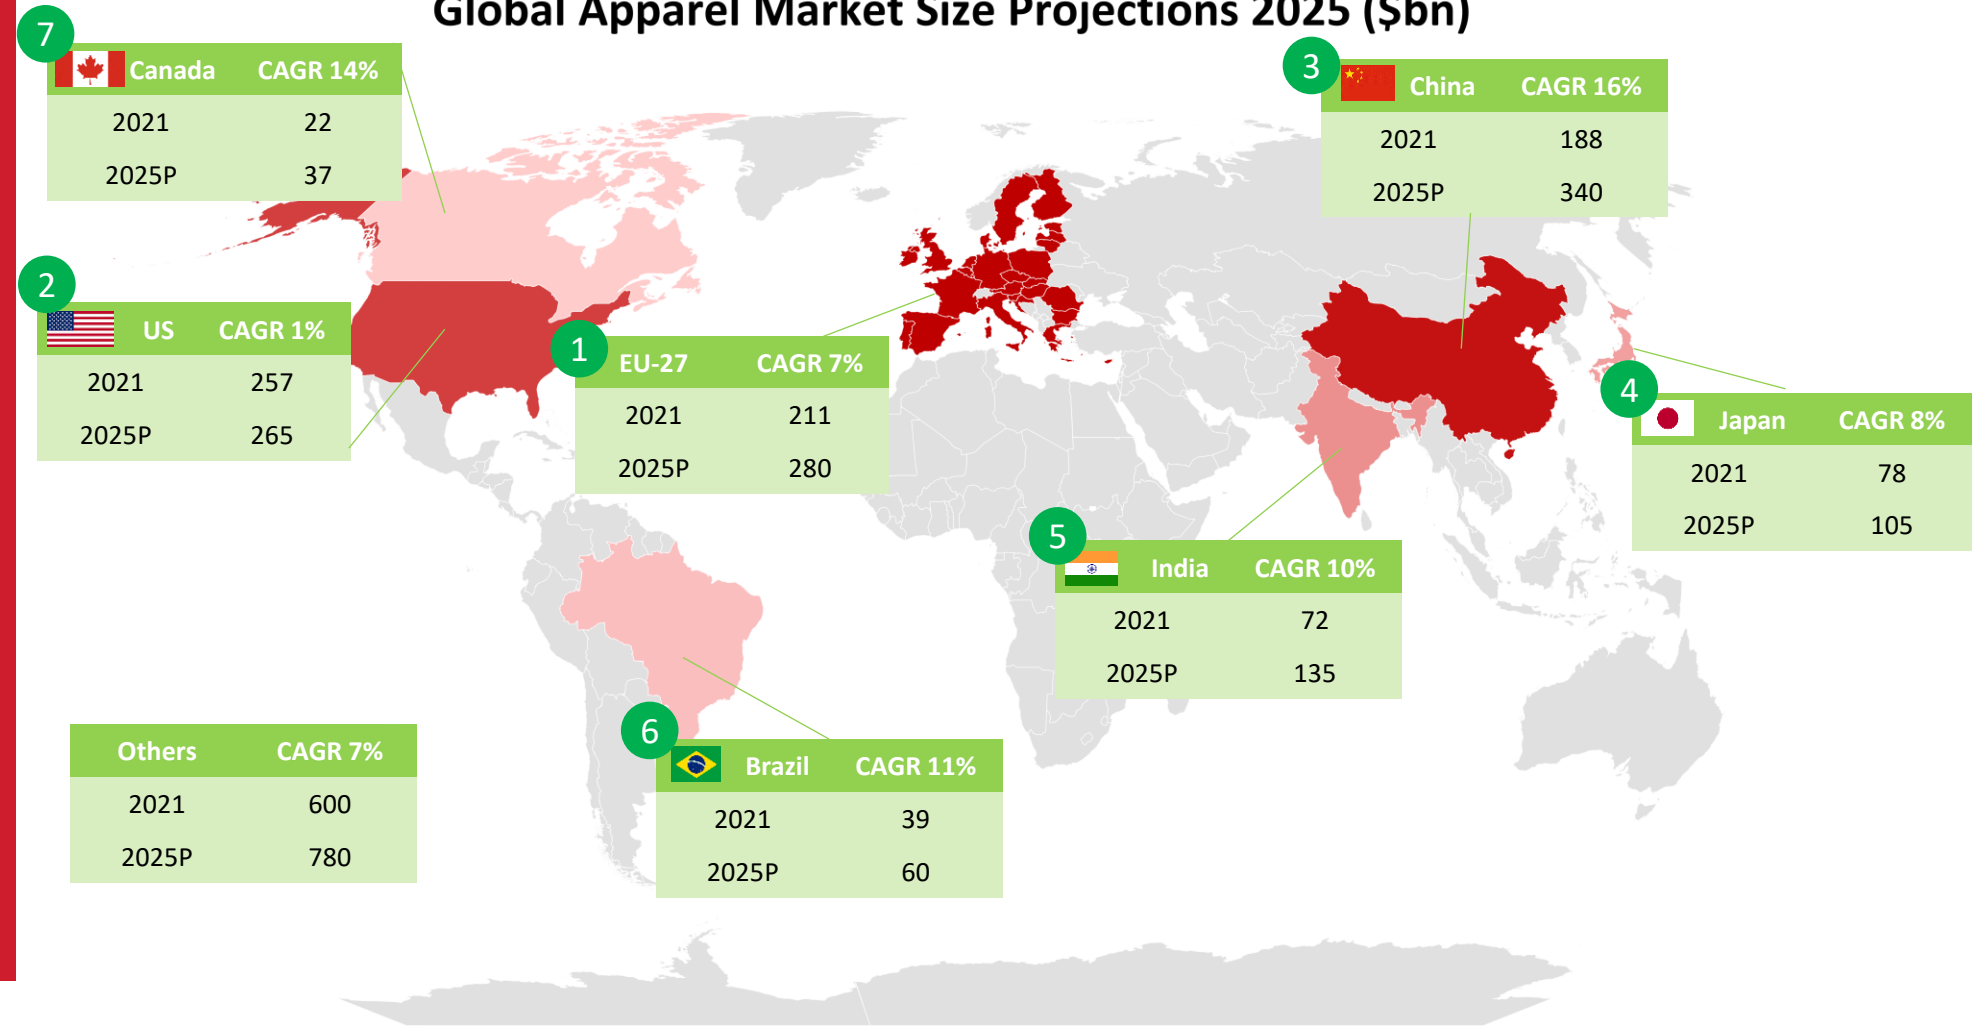 Global Apparel Market Size Projections 2025 ($bn)
7
Canada CAGR 14%
2021 22
2025P 37
3
China CAGR 16%
2021 188
2025P 340
2
US CAGR 1%
2021 257
2025P 265
1
EU-27 CAGR 7%
2021 211
2025P 280
4
Japan CAGR 8%
2021 78
2025P 105
5
India CAGR 10%
2021 72
2025P 135
6
Brazil CAGR 11%
2021 39
2025P 60
Others CAGR 7%
2021 600
2025P 780